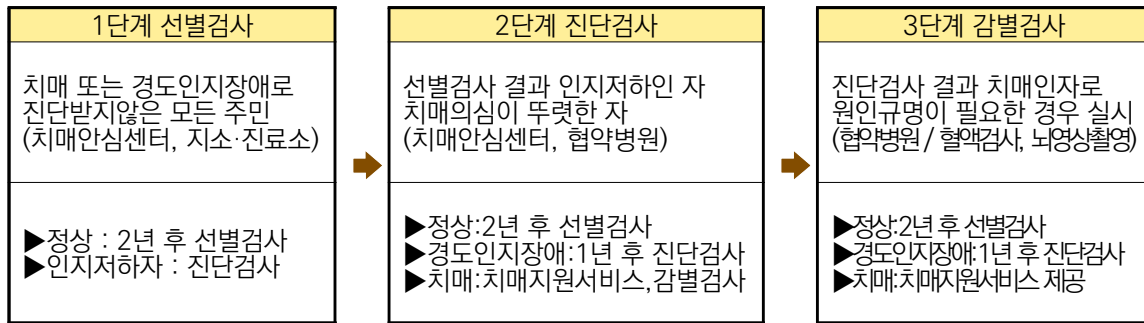 1단계 선별검사
치매 또는 경도인지장애로
진단받지않은 모든 주민
(치매안심센터, 지소·진료소)
▶정상 : 2년 후 선별검사
▶인지저하자 : 진단검사
2단계 진단검사
선별검사 결과 인지저하인 자
치매의심이 뚜렷한 자
(치매안심센터, 협약병원)
▶정상:2년 후 선별검사
▶경도인지장애:1년 후 진단검사
▶치매:치매지원서비스,감별검사
3단계 감별검사
진단검사 결과 치매인자로
원인규명이 필요한 경우 실시
(협약병원 / 혈액검사, 뇌영상촬영)
▶정상:2년 후 선별검사
▶경도인지장애:1년 후 진단검사
▶치매:치매지원서비스 제공